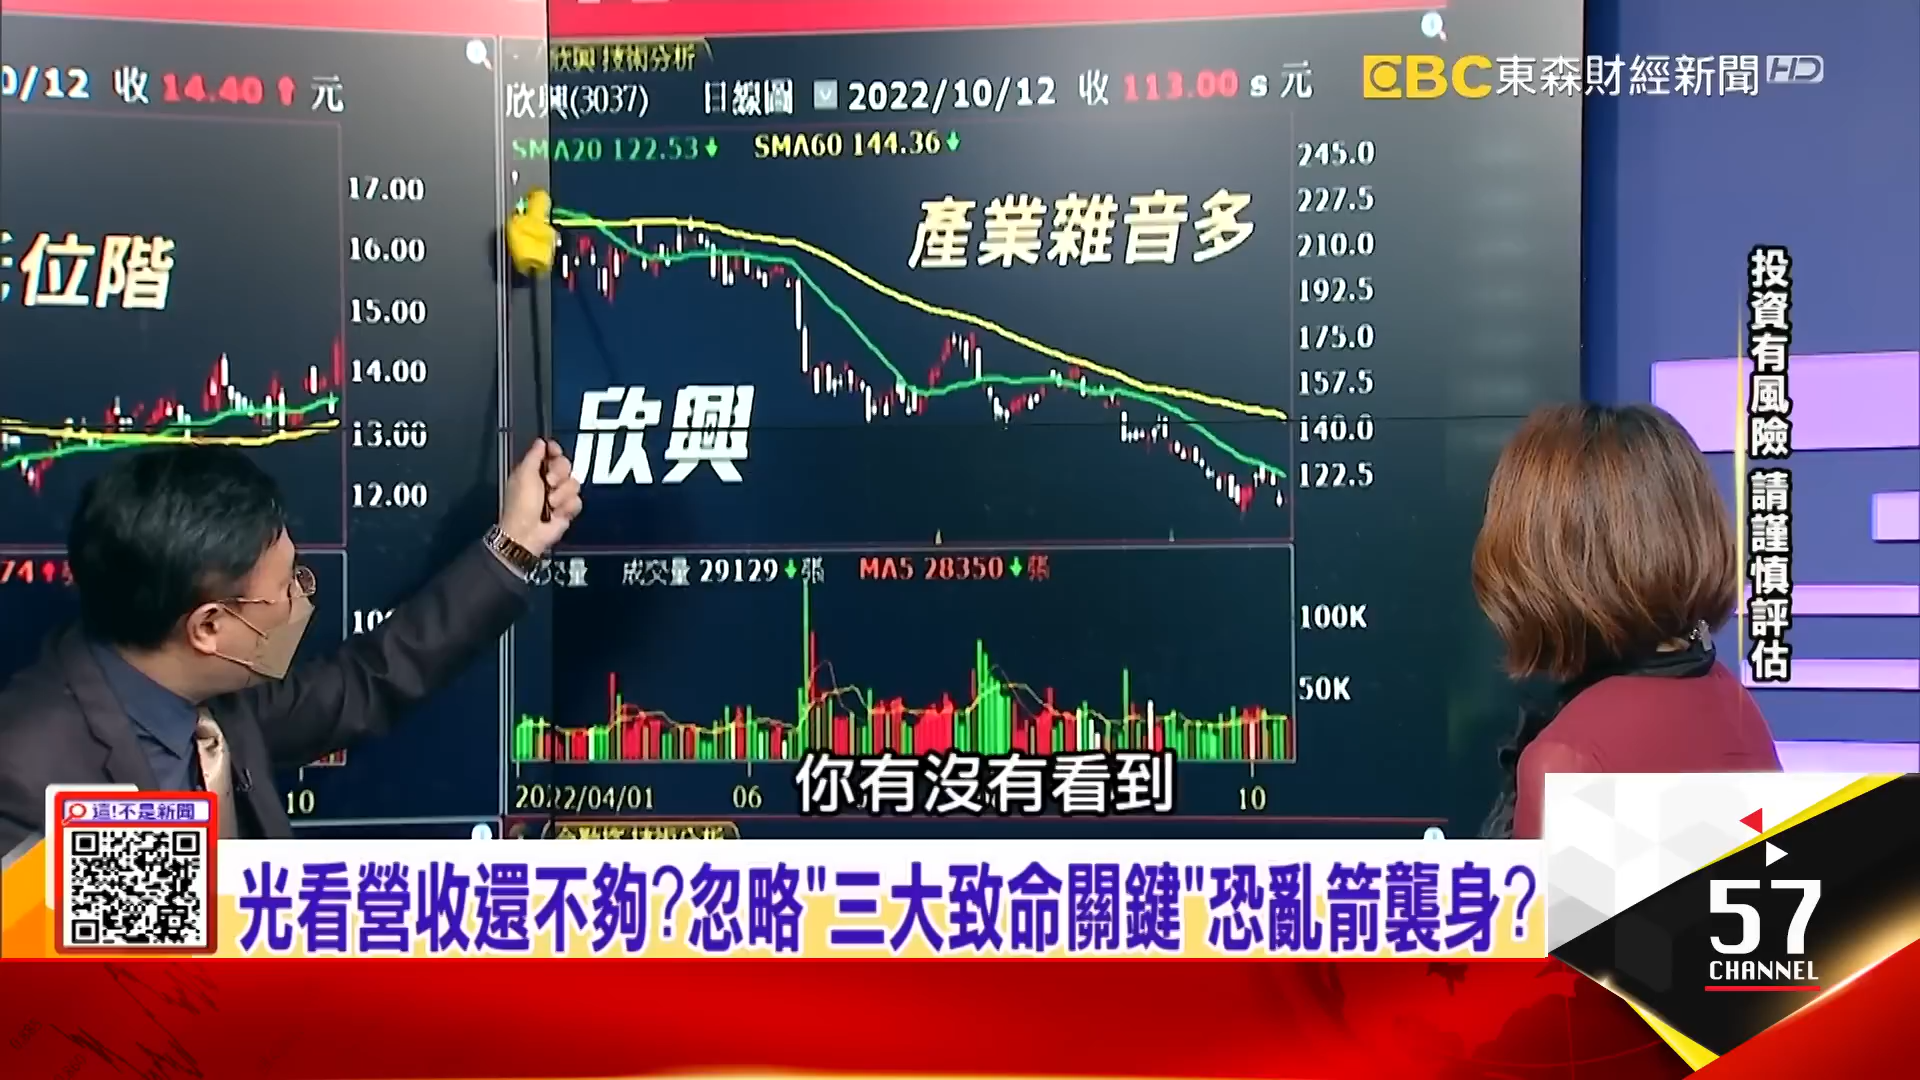 0/12 收 14.40 ↑ 元
17.00
16.00
15.00
14.00
13.00
12.00
位階
74 ↑
10
欣興 技術分析
欣興(3037) 日線圖 2022/10/12 收 113.00 s 元
SMA20 122.53↓ SMA60 144.36↓
產業雜音多
欣興
245.0
227.5
210.0
192.5
175.0
157.5
140.0
122.5
成交量 成交量 29129↓張 MA5 28350↓張
100K
50K
2022/04/01 06 10
EBC 東森財經新聞 HD
投資有風險 請謹慎評估
你有沒有看到
這!不是新聞
光看營收還不夠?忽略"三大致命關鍵"恐亂箭襲身?
57
CHANNEL